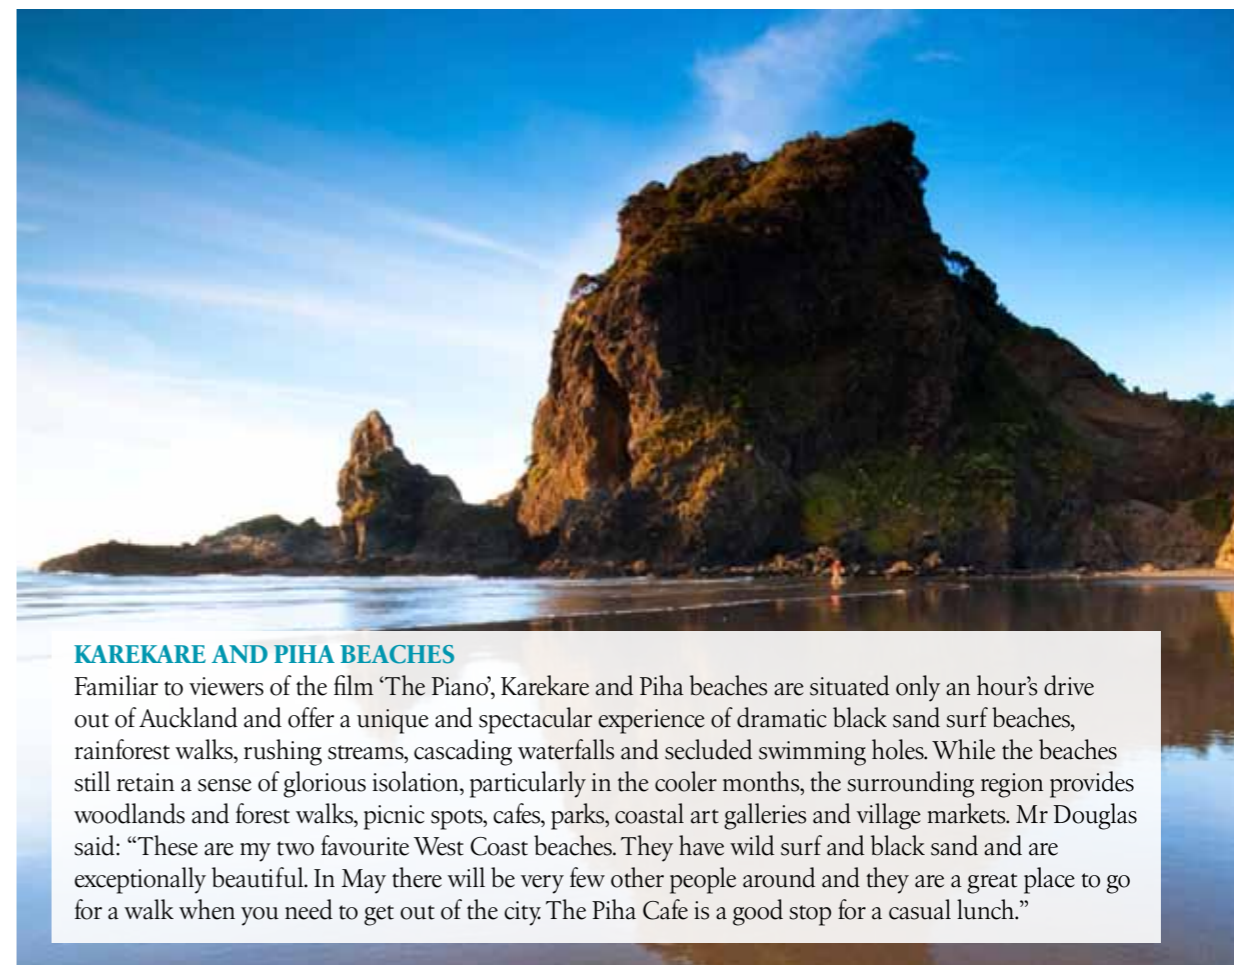 KAREKARE AND PIHA BEACHES
Familiar to viewers of the film ‘The Piano’, Karekare and Piha beaches are situated only an hour’s drive
out of Auckland and offer a unique and spectacular experience of dramatic black sand surf beaches,
rainforest walks, rushing streams, cascading waterfalls and secluded swimming holes. While the beaches
still retain a sense of glorious isolation, particularly in the cooler months, the surrounding region provides
woodlands and forest walks, picnic spots, cafes, parks, coastal art galleries and village markets. Mr Douglas
said: “These are my two favourite West Coast beaches. They have wild surf and black sand and are
exceptionally beautiful. In May there will be very few other people around and they are a great place to go
for a walk when you need to get out of the city. The Piha Cafe is a good stop for a casual lunch.”